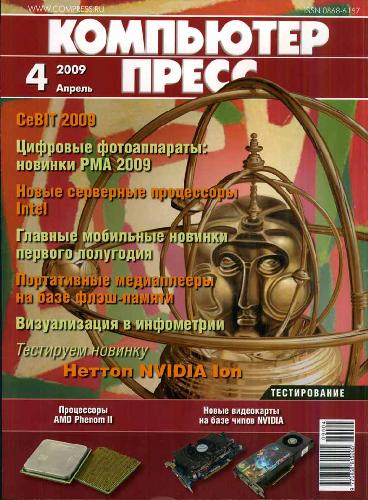 WWW.COMPRESS.RU
ISSN 0868-6157
КОМПЬЮТЕР
ПРЕСС
4
2009
Апрель
CeBIT 2009
Цифровые фотоаппараты:
новинки PMA 2009
Новые серверные процессоры
Intel
Главные мобильные новинки
первого полугодия
Портативные медиаплееры
на базе флэш-памяти
Визуализация в инфометрии
Тестируем новинку
Неттоп NVIDIA Ion
ТЕСТИРОВАНИЕ
Процессоры
AMD Phenom II
Новые видеокарты
на базе чипов NVIDIA